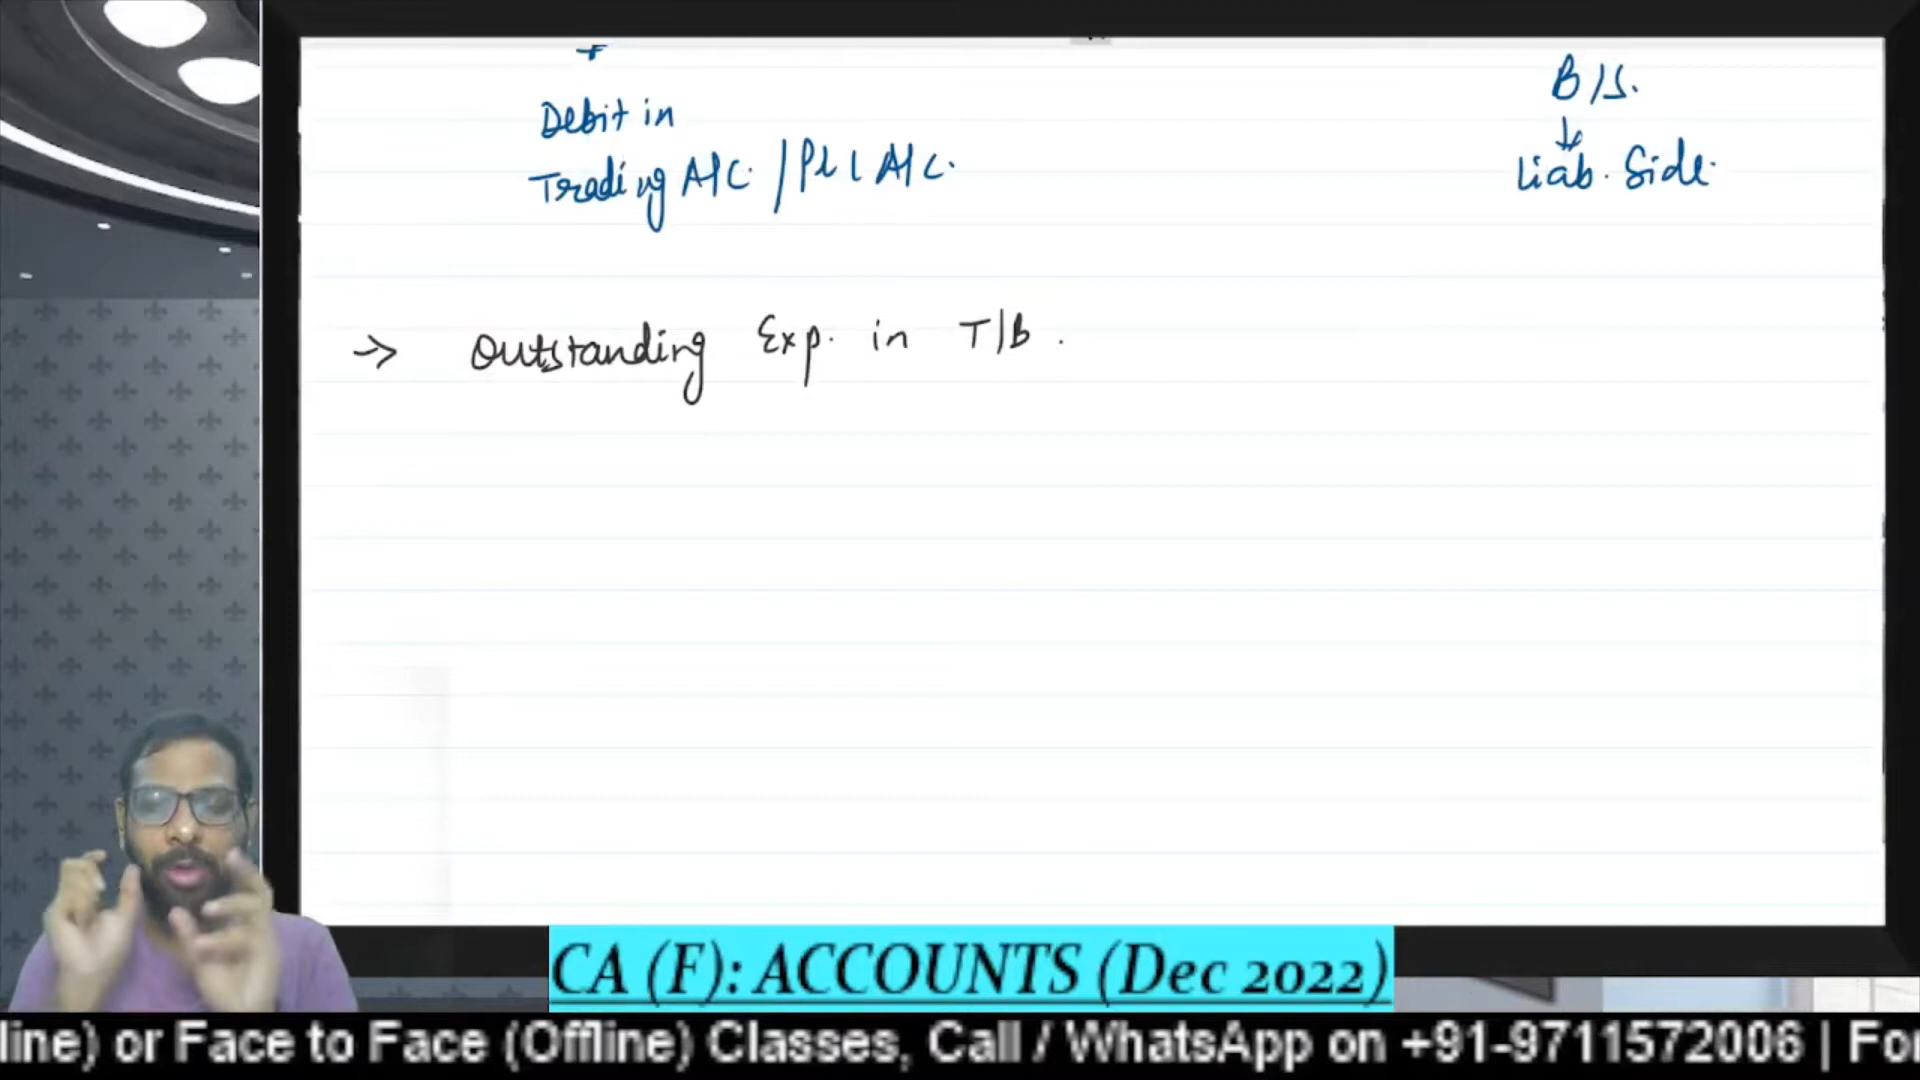 Debit in
Trading A/c. / P&L A/c.
B/S.
Liab. Side.
→ Outstanding Exp. in T/B.
CA (F): ACCOUNTS (Dec 2022)
line) or Face to Face (Offline) Classes, Call / WhatsApp on +91-9711572006 | For